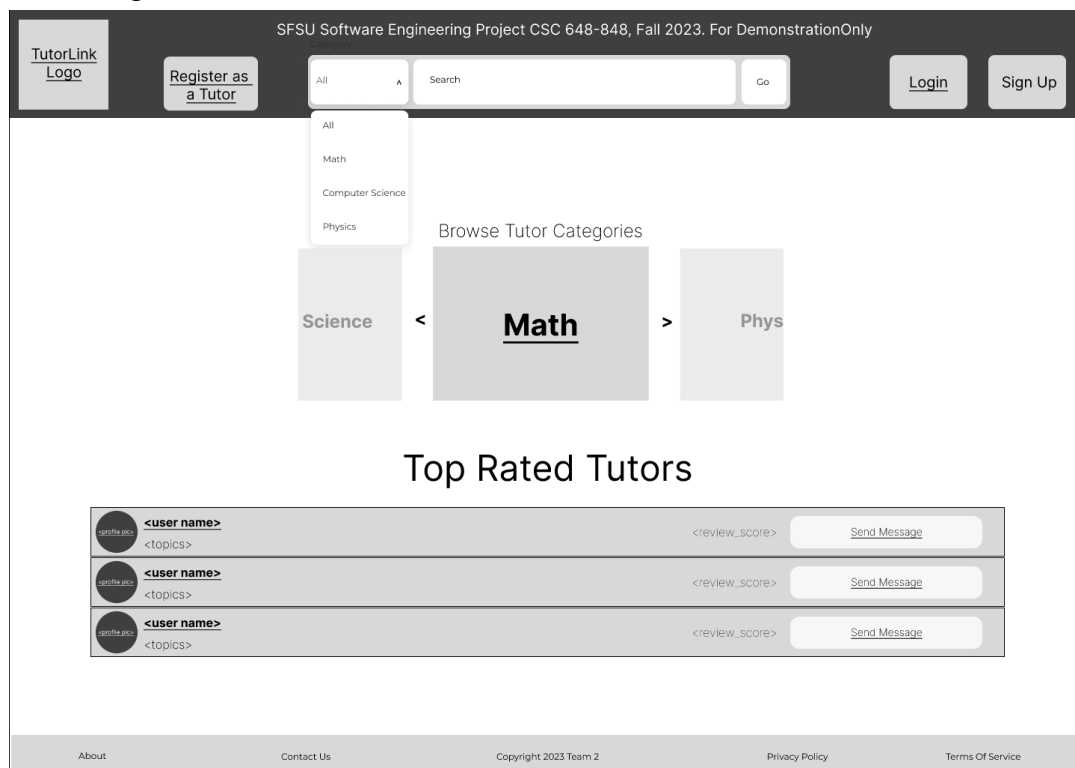 SFSU Software Engineering Project CSC 648-848, Fall 2023. For DemonstrationOnly
TutorLink
Logo
Register as
a Tutor
Category
All ʌ
Search
Go
Login
Sign Up
All
Math
Computer Science
Physics
Browse Tutor Categories
Science
<
Math
>
Phys
Top Rated Tutors
<profile pic>
<user name>
<topics>
<review_score>
Send Message
<profile pic>
<user name>
<topics>
<review_score>
Send Message
<profile pic>
<user name>
<topics>
<review_score>
Send Message
About
Contact Us
Copyright 2023 Team 2
Privacy Policy
Terms Of Service